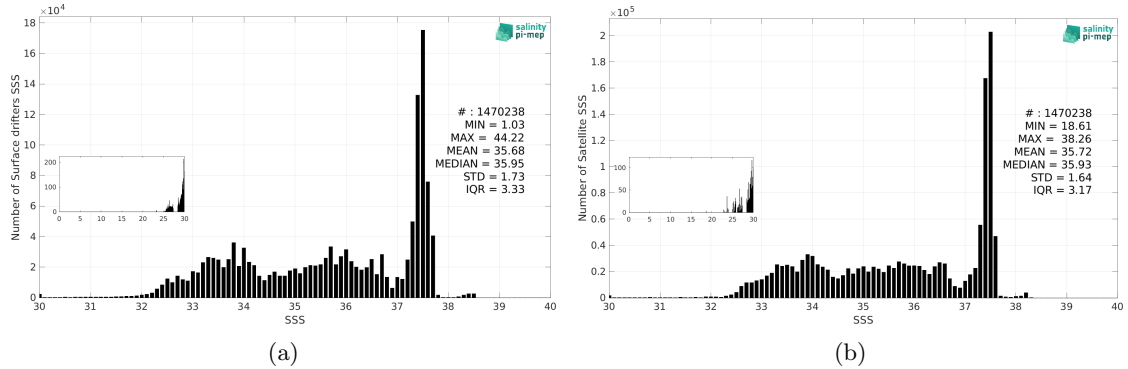 ×10^4
18
16
14
12
10
8
6
4
2
0
Number of Surface drifters SSS
salinity
pi-mep
# : 1470238
MIN = 1.03
MAX = 44.22
MEAN = 35.68
MEDIAN = 35.95
STD = 1.73
IQR = 3.33
200
100
0
0 5 10 15 20 25 30
30 31 32 33 34 35 36 37 38 39 40
SSS
(a)
×10^5
2
1.8
1.6
1.4
1.2
1
0.8
0.6
0.4
0.2
0
Number of Satellite SSS
salinity
pi-mep
# : 1470238
MIN = 18.61
MAX = 38.26
MEAN = 35.72
MEDIAN = 35.93
STD = 1.64
IQR = 3.17
100
50
0
0 5 10 15 20 25 30
30 31 32 33 34 35 36 37 38 39 40
SSS
(b)